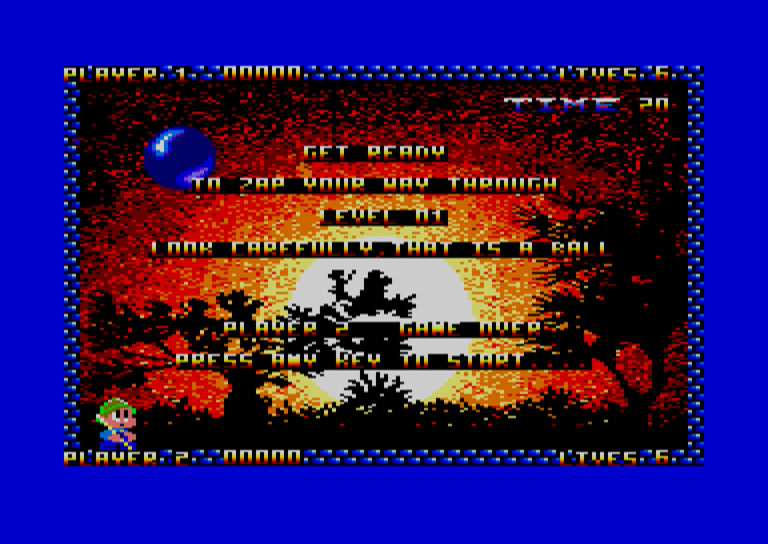 PLAYER 1 00000 LIVES 6
TIME 20
GET READY
TO ZAP YOUR WAY THROUGH
LEVEL 01
LOOK CAREFULLY,THAT IS A BALL
PLAYER 2 GAME OVER
PRESS ANY KEY TO START....
PLAYER 2 00000 LIVES 6